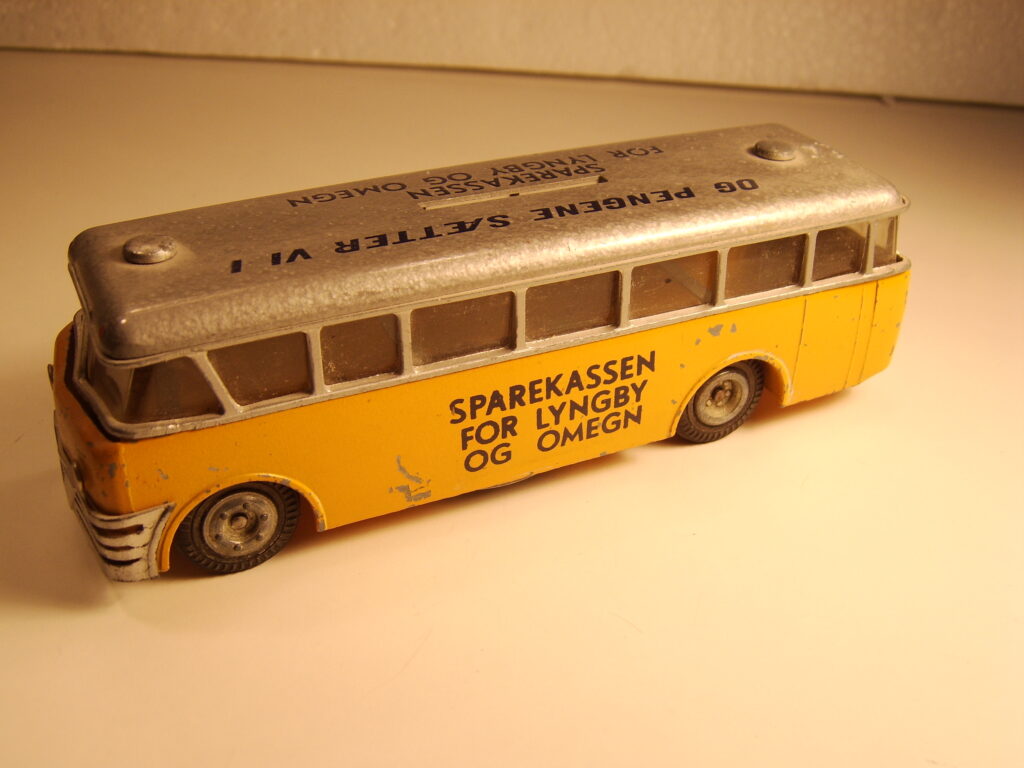 OG PENGENE SÆTTER VI I
SPAREKASSEN
FOR LYNGBY OG OMEGN
SPAREKASSEN
FOR LYNGBY
OG OMEGN